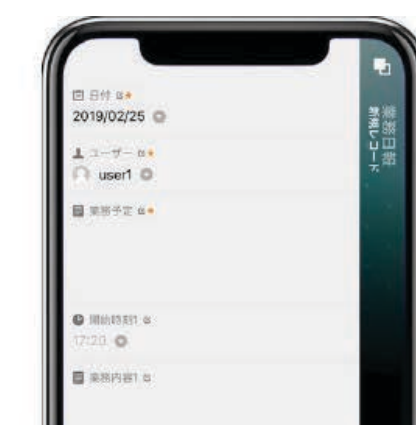 日付
2019/02/25
ユーザー
user1
業務予定
開始時刻1
17:20
業務内容1
業務日報
新規レコード